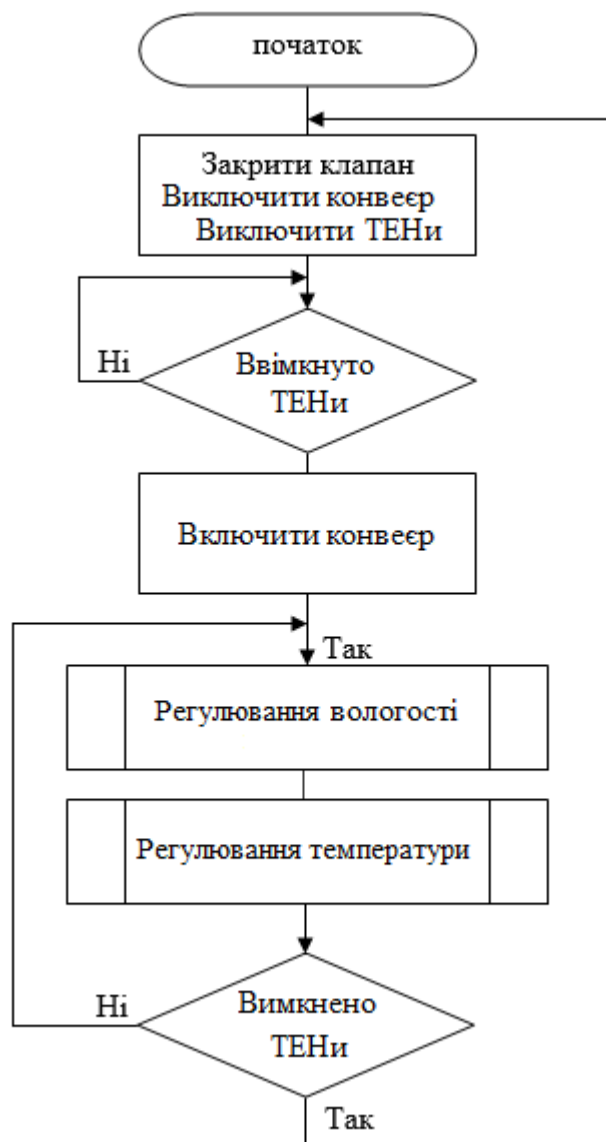 початок
Закрити клапан
Виключити конвеєр
Виключити ТЕНи
Ні
Ввімкнуто
ТЕНи
Включити конвеєр
Так
Регулювання вологості
Регулювання температури
Ні
Вимкнено
ТЕНи
Так